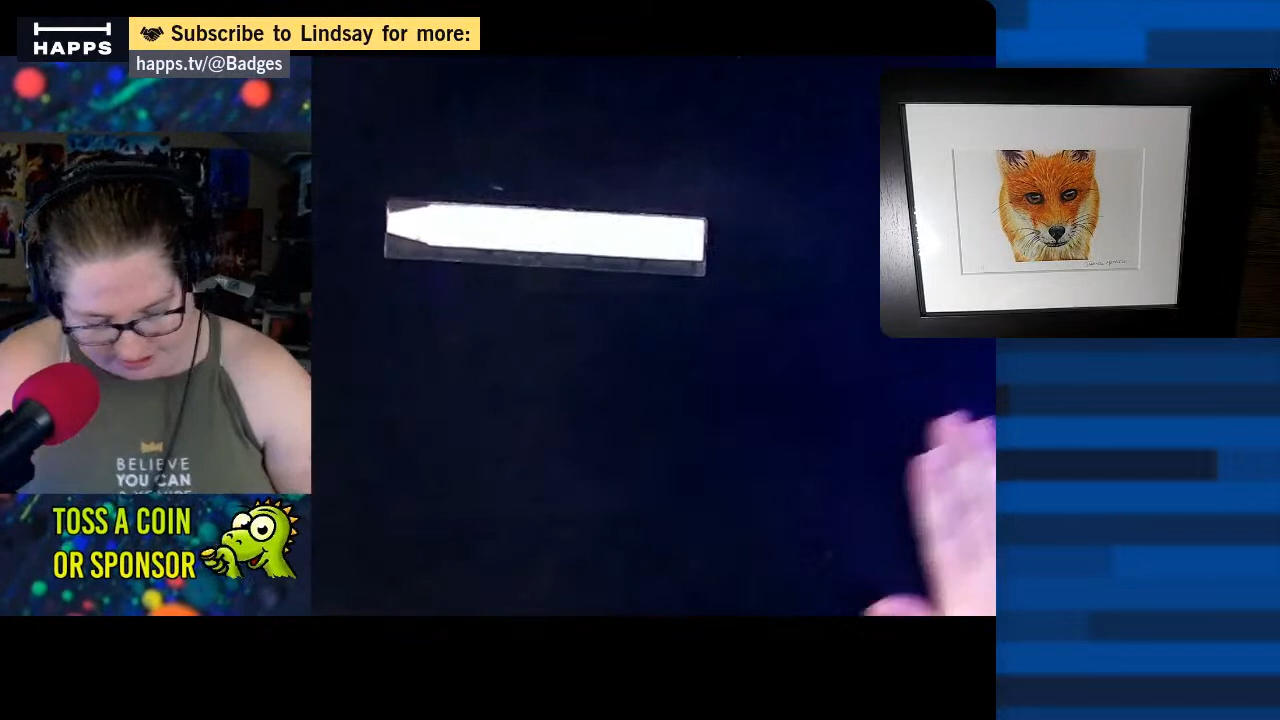 HAPPS
Subscribe to Lindsay for more:
happs.tv/@Badges
BELIEVE
YOU CAN
TOSS A COIN
OR SPONSOR